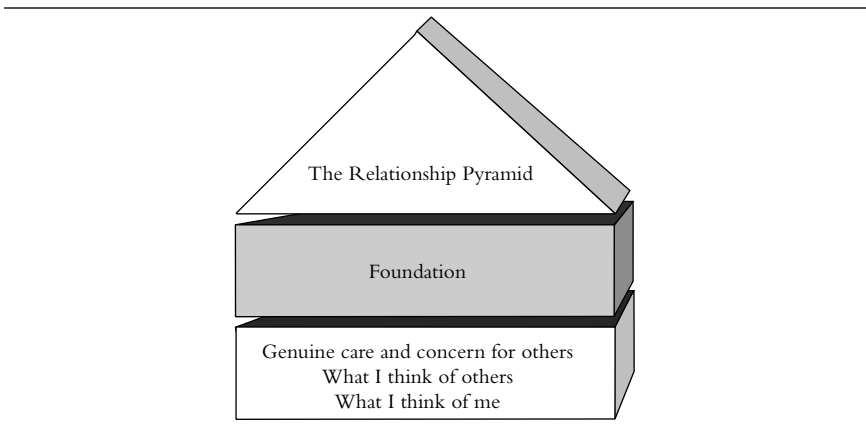 The Relationship Pyramid
Foundation
Genuine care and concern for others
What I think of others
What I think of me